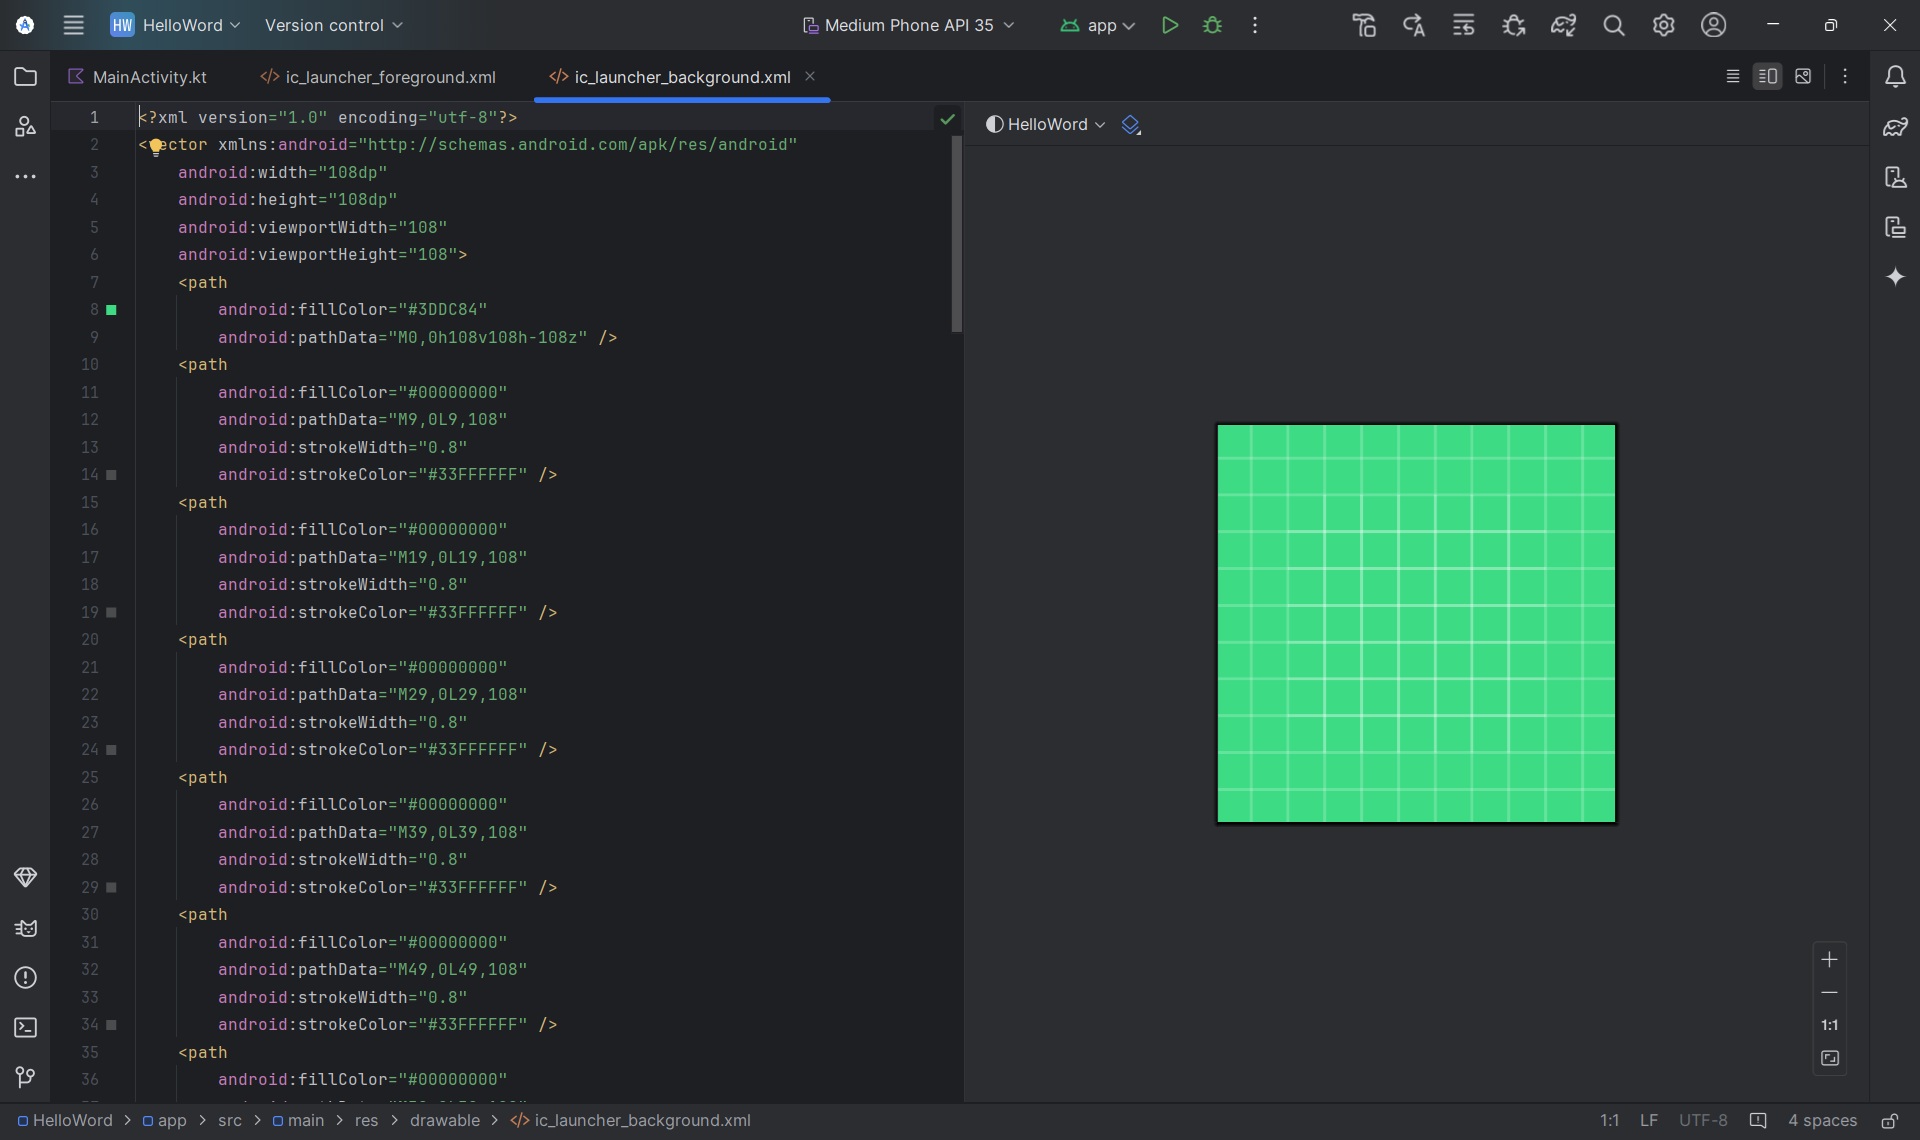 HW HelloWord Version control Medium Phone API 35 app
MainActivity.kt ic_launcher_foreground.xml ic_launcher_background.xml
HelloWord
1 <?xml version="1.0" encoding="utf-8"?>
2 <vector xmlns:android="http://schemas.android.com/apk/res/android"
3 android:width="108dp"
4 android:height="108dp"
5 android:viewportWidth="108"
6 android:viewportHeight="108">
7 <path
8 android:fillColor="#3DDC84"
9 android:pathData="M0,0h108v108h-108z" />
10 <path
11 android:fillColor="#00000000"
12 android:pathData="M9,0L9,108"
13 android:strokeWidth="0.8"
14 android:strokeColor="#33FFFFFF" />
15 <path
16 android:fillColor="#00000000"
17 android:pathData="M19,0L19,108"
18 android:strokeWidth="0.8"
19 android:strokeColor="#33FFFFFF" />
20 <path
21 android:fillColor="#00000000"
22 android:pathData="M29,0L29,108"
23 android:strokeWidth="0.8"
24 android:strokeColor="#33FFFFFF" />
25 <path
26 android:fillColor="#00000000"
27 android:pathData="M39,0L39,108"
28 android:strokeWidth="0.8"
29 android:strokeColor="#33FFFFFF" />
30 <path
31 android:fillColor="#00000000"
32 android:pathData="M49,0L49,108"
33 android:strokeWidth="0.8"
34 android:strokeColor="#33FFFFFF" />
35 <path
36 android:fillColor="#00000000"
1:1
HelloWord > app > src > main > res > drawable > ic_launcher_background.xml 1:1 LF UTF-8 4 spaces